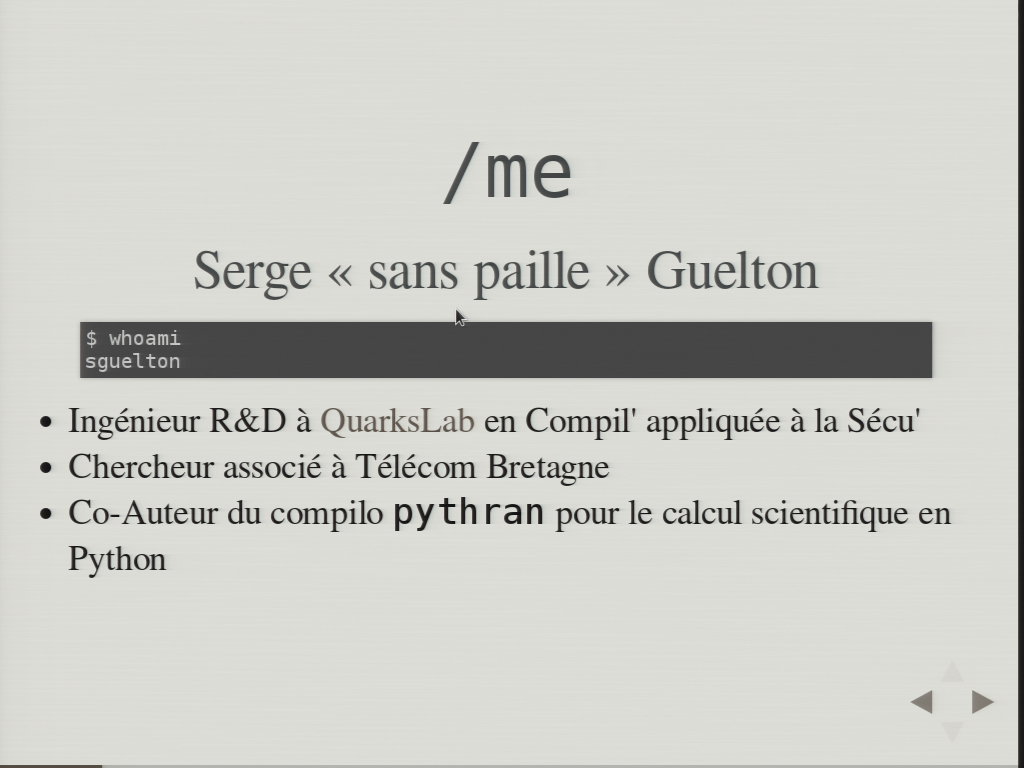 /me
Serge « sans paille » Guelton
$ whoami
sguelton
• Ingénieur R&D à QuarksLab en Compil' appliquée à la Sécu'
• Chercheur associé à Télécom Bretagne
• Co-Auteur du compilo pythran pour le calcul scientifique en
Python